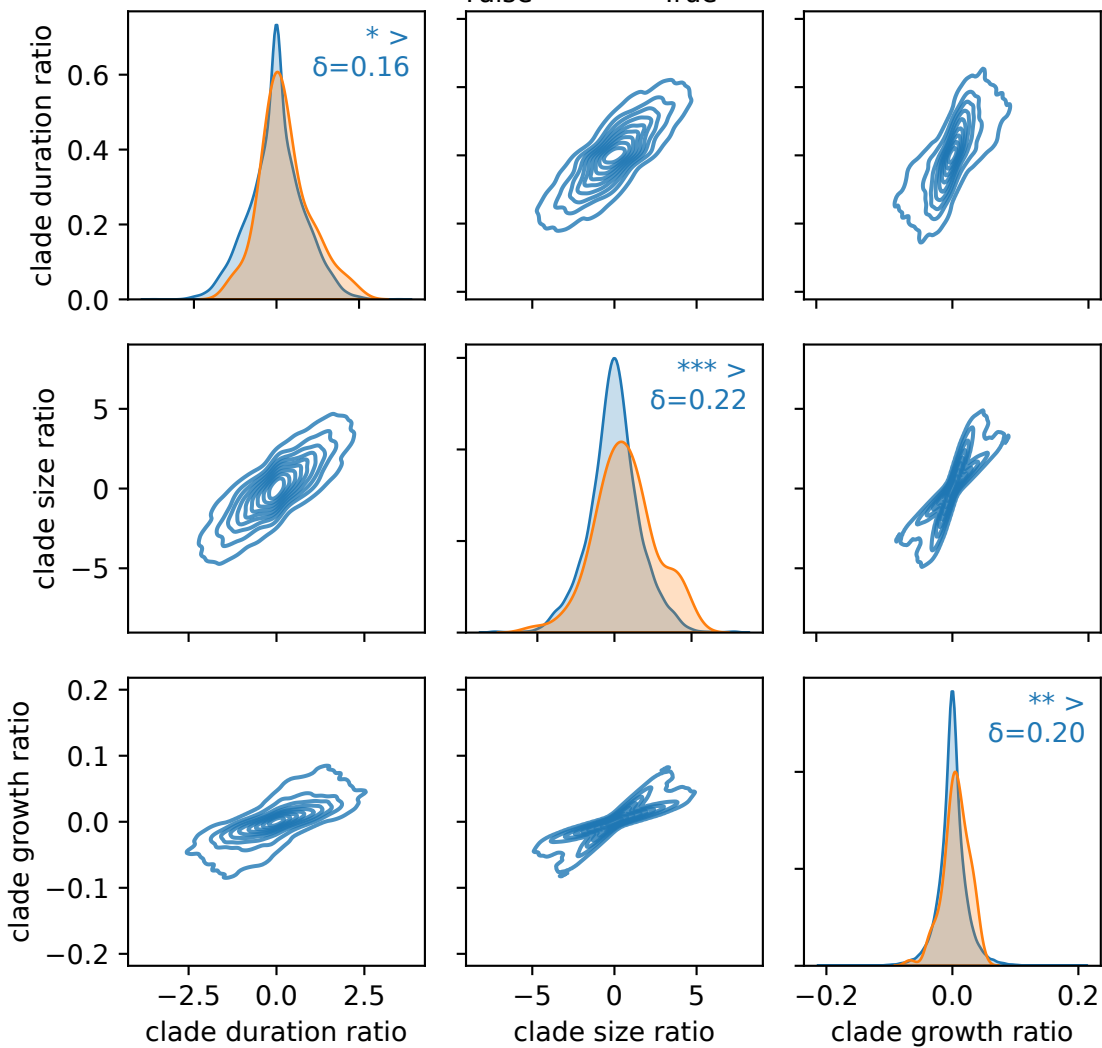 True
clade duration ratio
0.6
0.4
0.2
0.0
* >
δ=0.16
clade size ratio
5
0
−5
*** >
δ=0.22
clade growth ratio
0.2
0.1
0.0
−0.1
−0.2
** >
δ=0.20
−2.5 0.0 2.5
−5 0 5
−0.2 0.0 0.2
clade duration ratio
clade size ratio
clade growth ratio